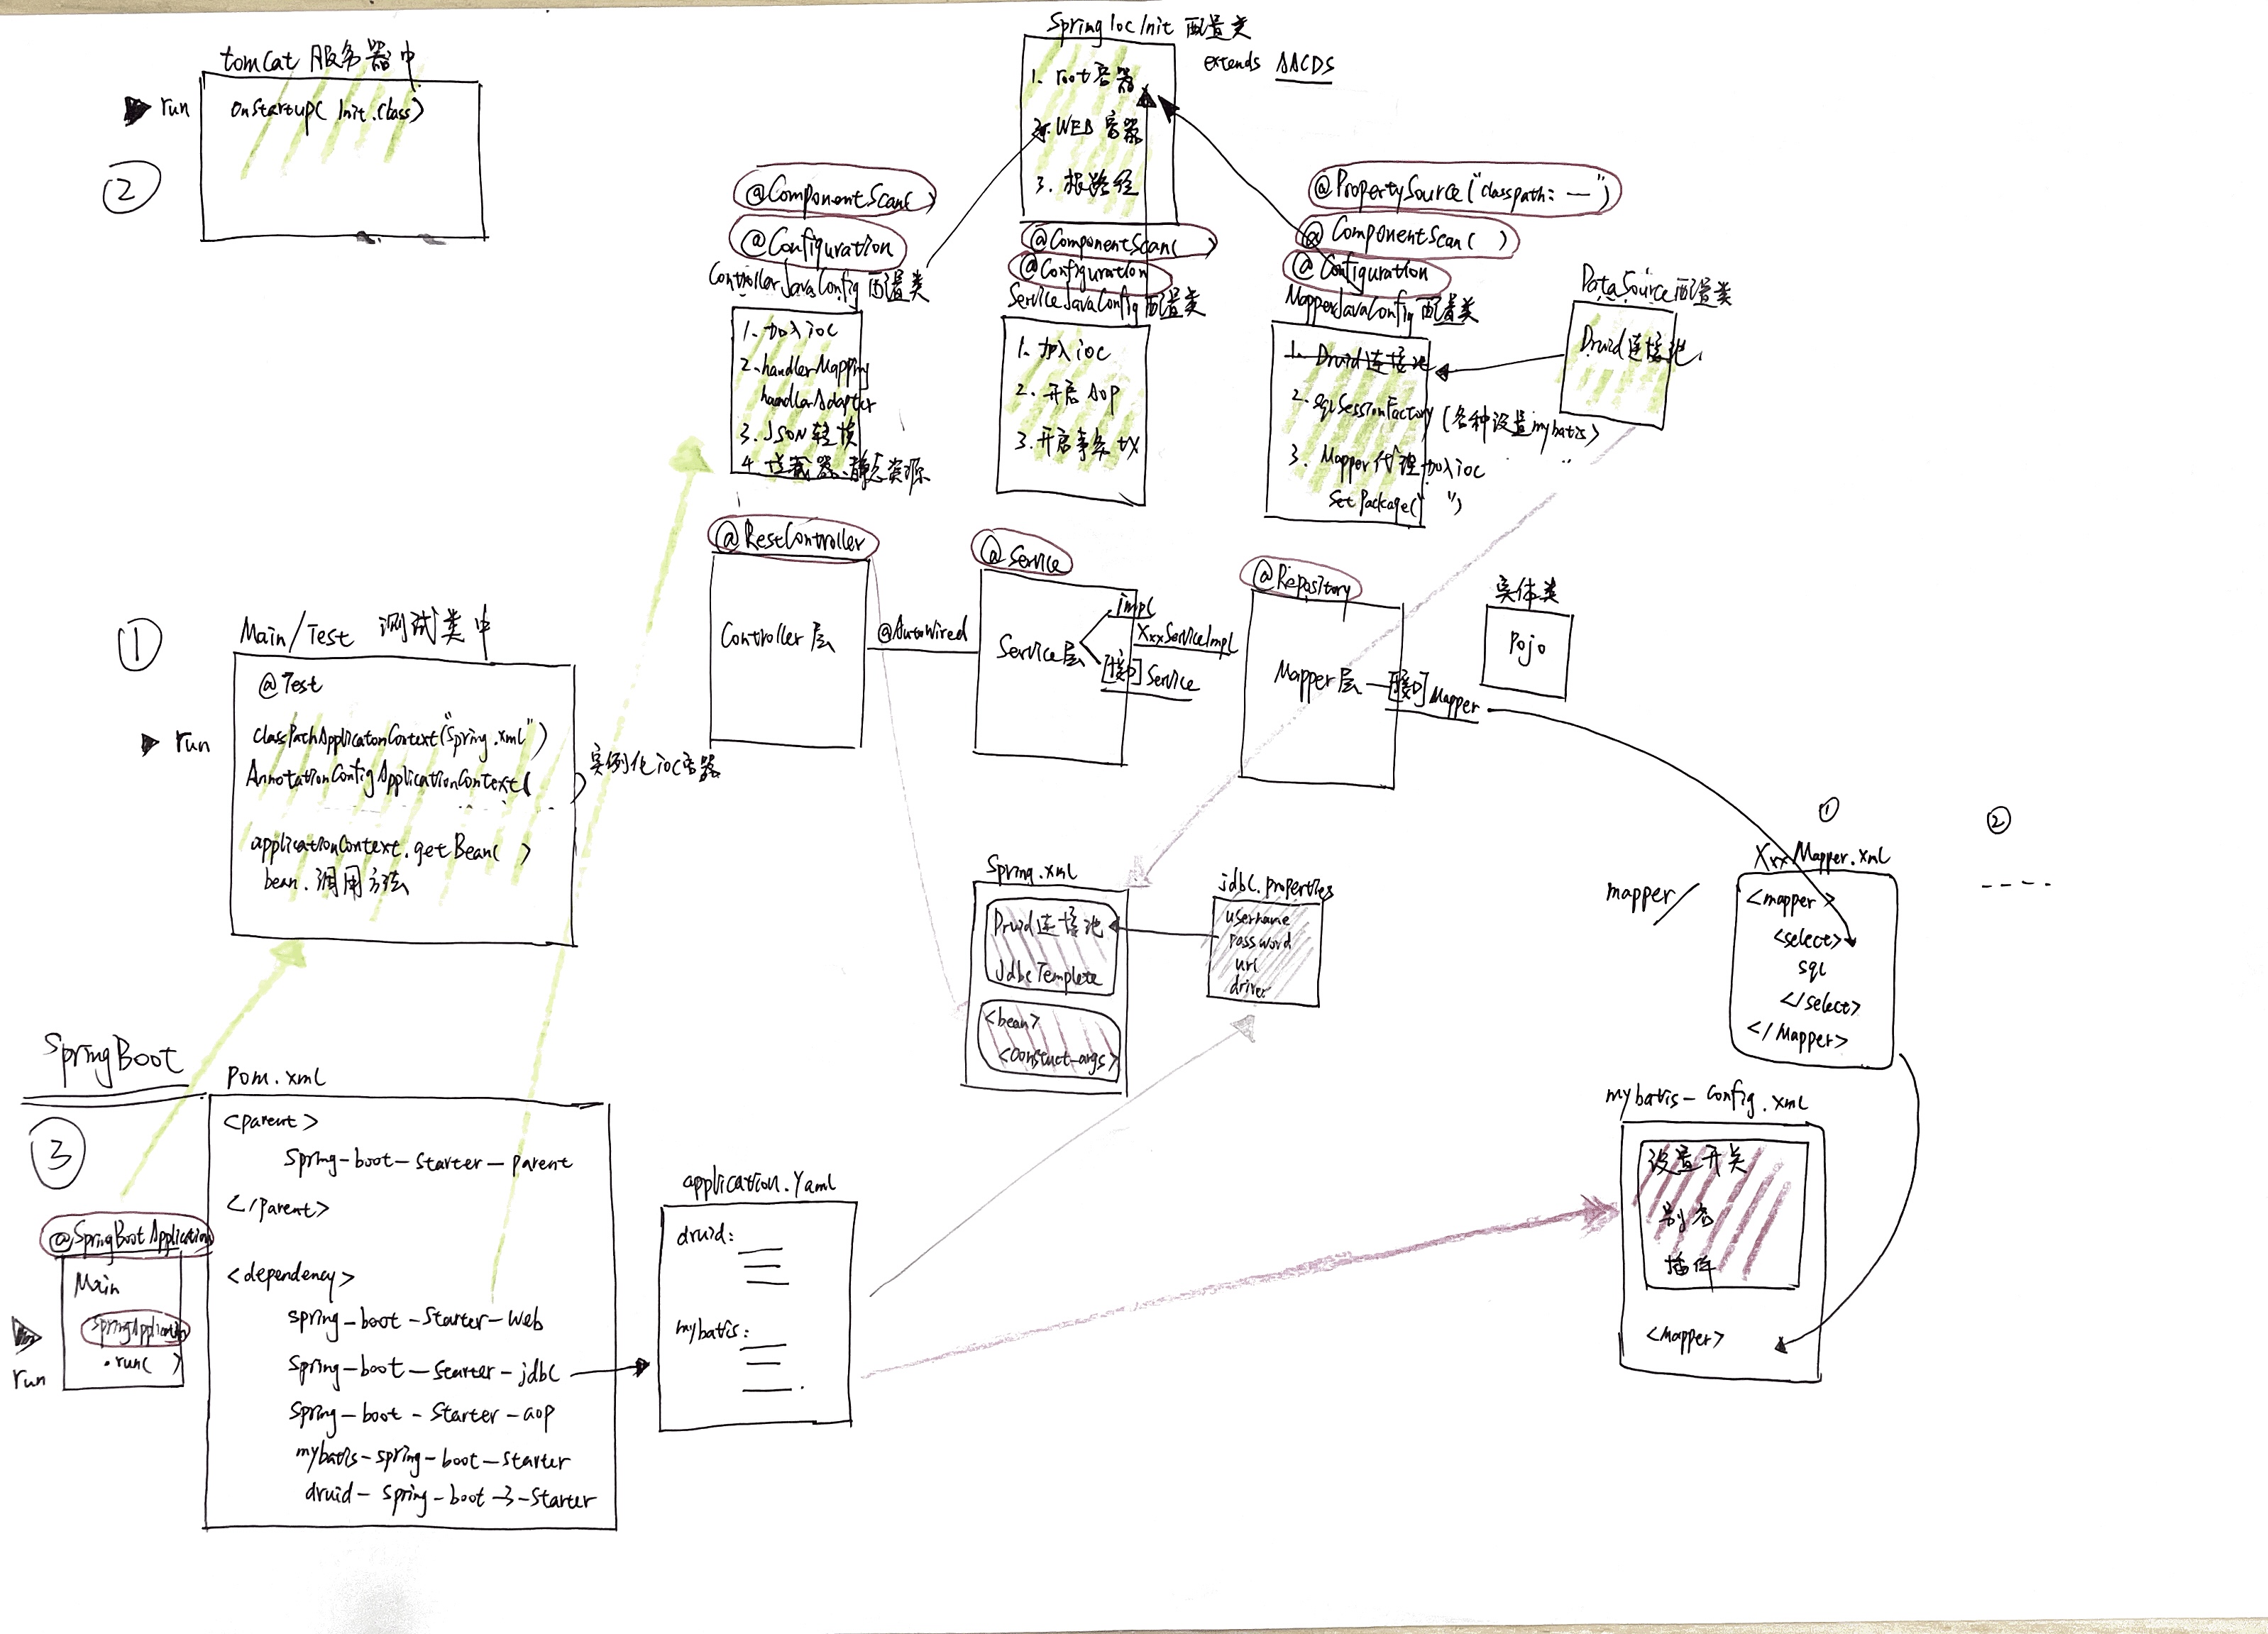 tomcat 服务器中
run
onStartup( Init.class)
②
Spring Ioc Init 配置类
extends AACDS
1. root容器
2. WEB 容器
3. 根路径
@ComponentScan( )
@Configuration
ControllerJavaConfig 配置类
1. 加入ioc
2. handlerMapping
handlerAdapter
3. JSON 转换
4. 拦截器、静态资源
@ComponentScan( )
@Configuration
ServiceJavaConfig 配置类
1. 加入ioc
2. 开启 AOP
3. 开启事务 tx
@PropertySource("classpath: — ")
@ComponentScan( )
@Configuration
MapperJavaConfig 配置类
1. Druid连接池
2. sqlSessionFactory (各种设置mybatis)
3. Mapper代理加入ioc
setPackage(" ")
DataSource配置类
Druid连接池
@RestController
Controller层
@AutoWired
@Service
Service层
impl
XxxServiceImpl
[接口] Service
@Repository
Mapper层
[接口] Mapper
实体类
Pojo
①
Main/Test 测试类中
run
@Test
classPathApplicatonContext("spring.xml")
AnnotationConfigApplicationContext( )
实例化ioc容器
applicationContext.getBean( )
bean.调用方法
Spring.xml
Druid连接池
JdbcTemplete
<bean>
<constuct-args>
jdbc.properties
username
password
url
driver
①
②
mapper/
XxxMapper.xml
----
<mapper>
<select>
sql
</select>
</Mapper>
mybatis-config.xml
设置开关
别名
插件
<mapper>
SpringBoot
③
@SpringBootApplication
Main
SpringApplication
.run( )
run
Pom.xml
<parent>
Spring-boot-starter-parent
</parent>
<dependency>
spring-boot-starter-web
Spring-boot-starter-jdbc
Spring-boot-starter-aop
mybatis-spring-boot-starter
druid-spring-boot-3-starter
application.yaml
druid:
mybatis: